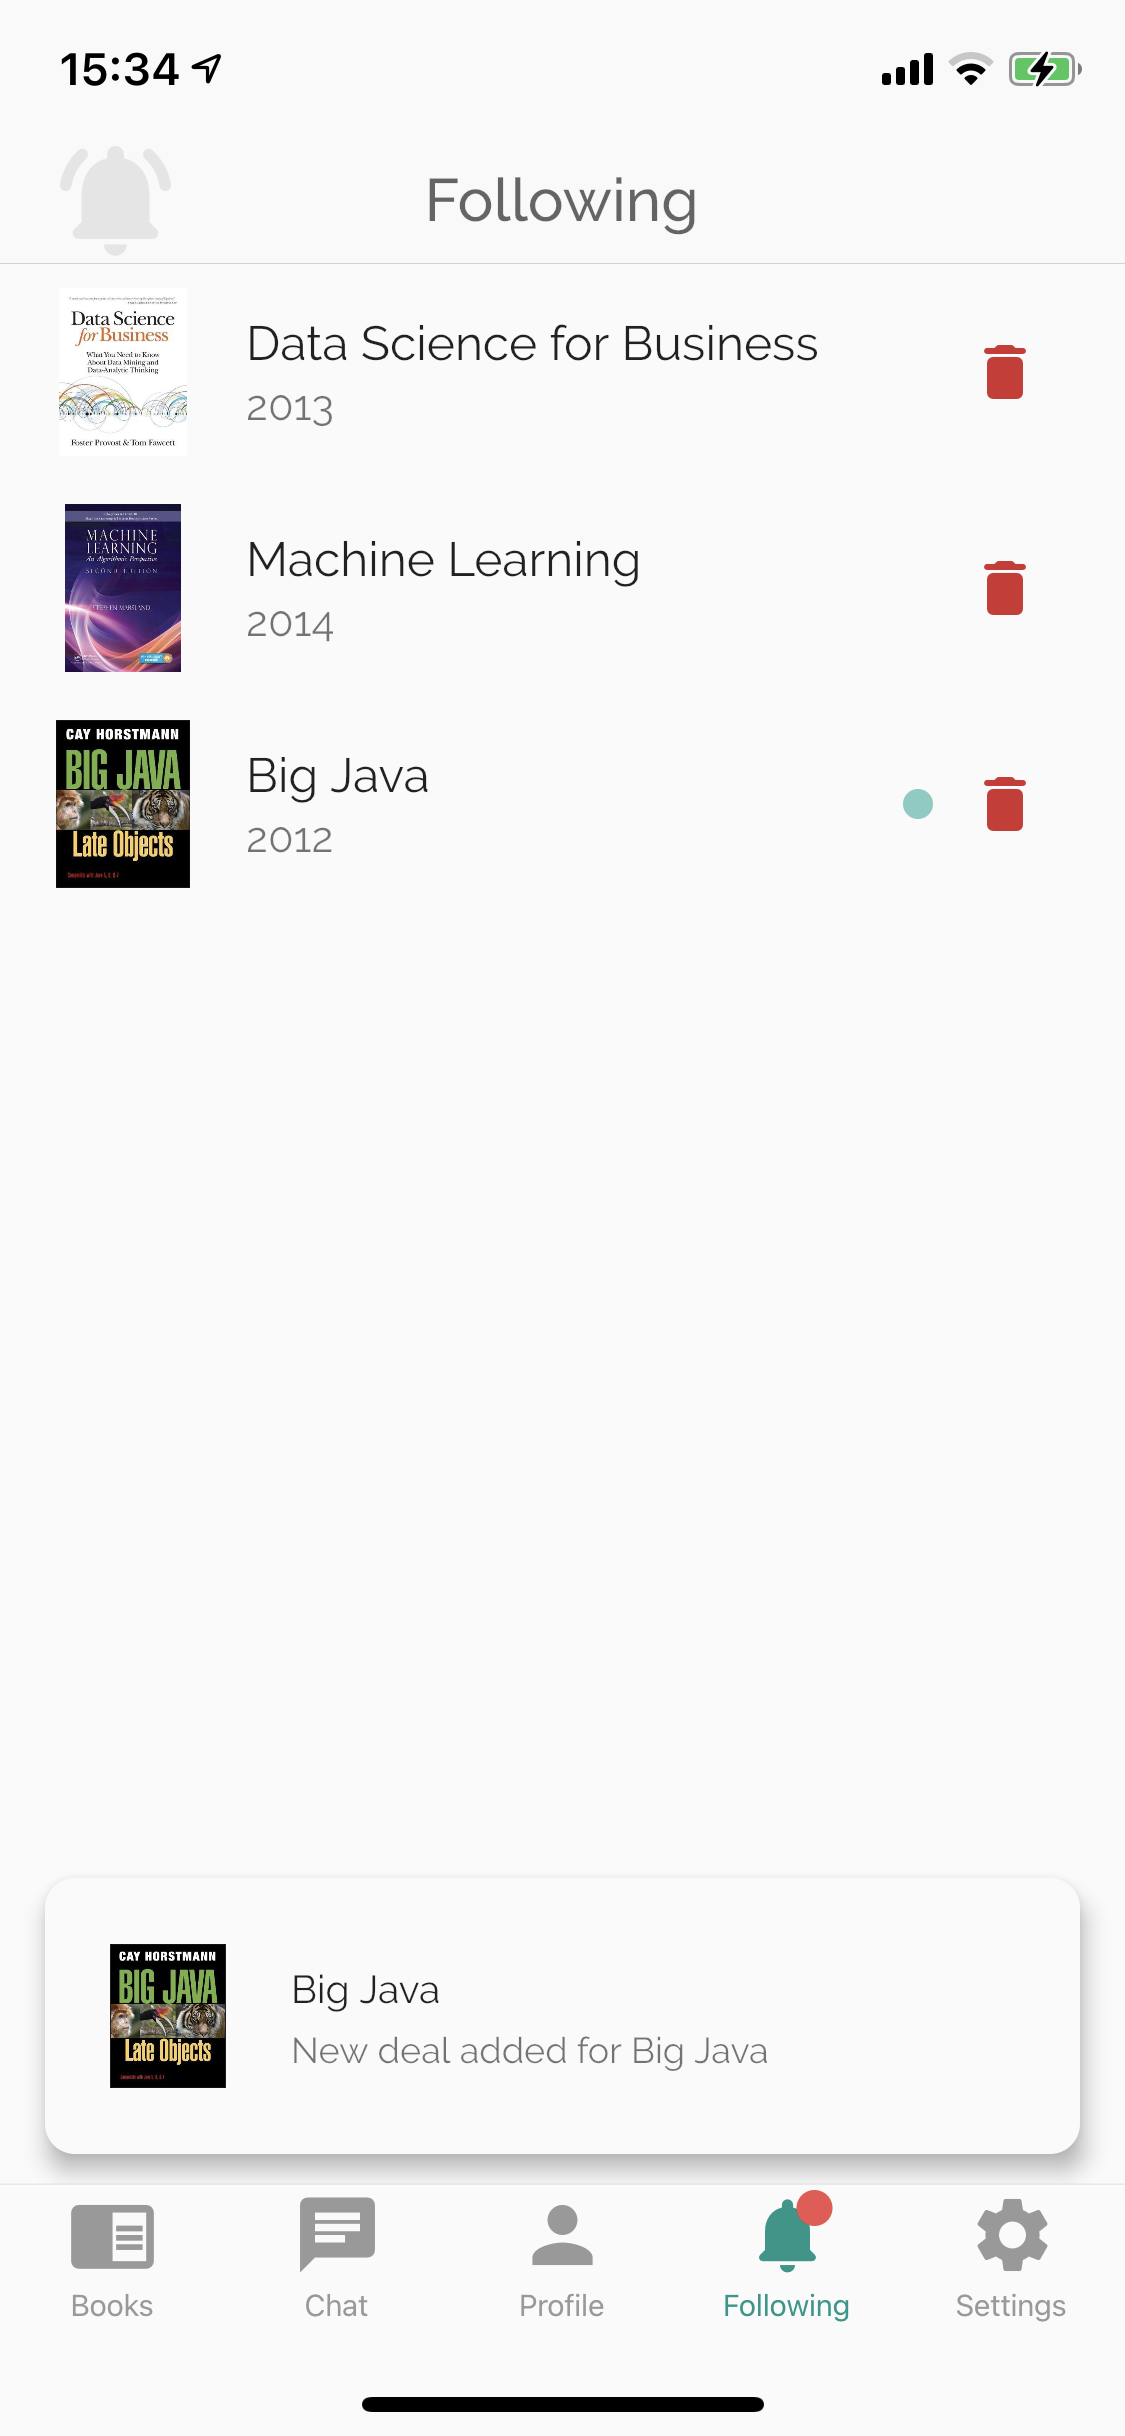 15:34
Following
Data Science
for Business
What You Need to Know
About Data Mining and
Data-Analytic Thinking
Foster Provost & Tom Fawcett
Data Science for Business
2013
MACHINE
LEARNING
An Algorithmic Perspective
SECOND EDITION
STEPHEN MARSLAND
Machine Learning
2014
CAY HORSTMANN
BIG JAVA
Late Objects
Big Java
2012
CAY HORSTMANN
BIG JAVA
Late Objects
Big Java
New deal added for Big Java
Books
Chat
Profile
Following
Settings